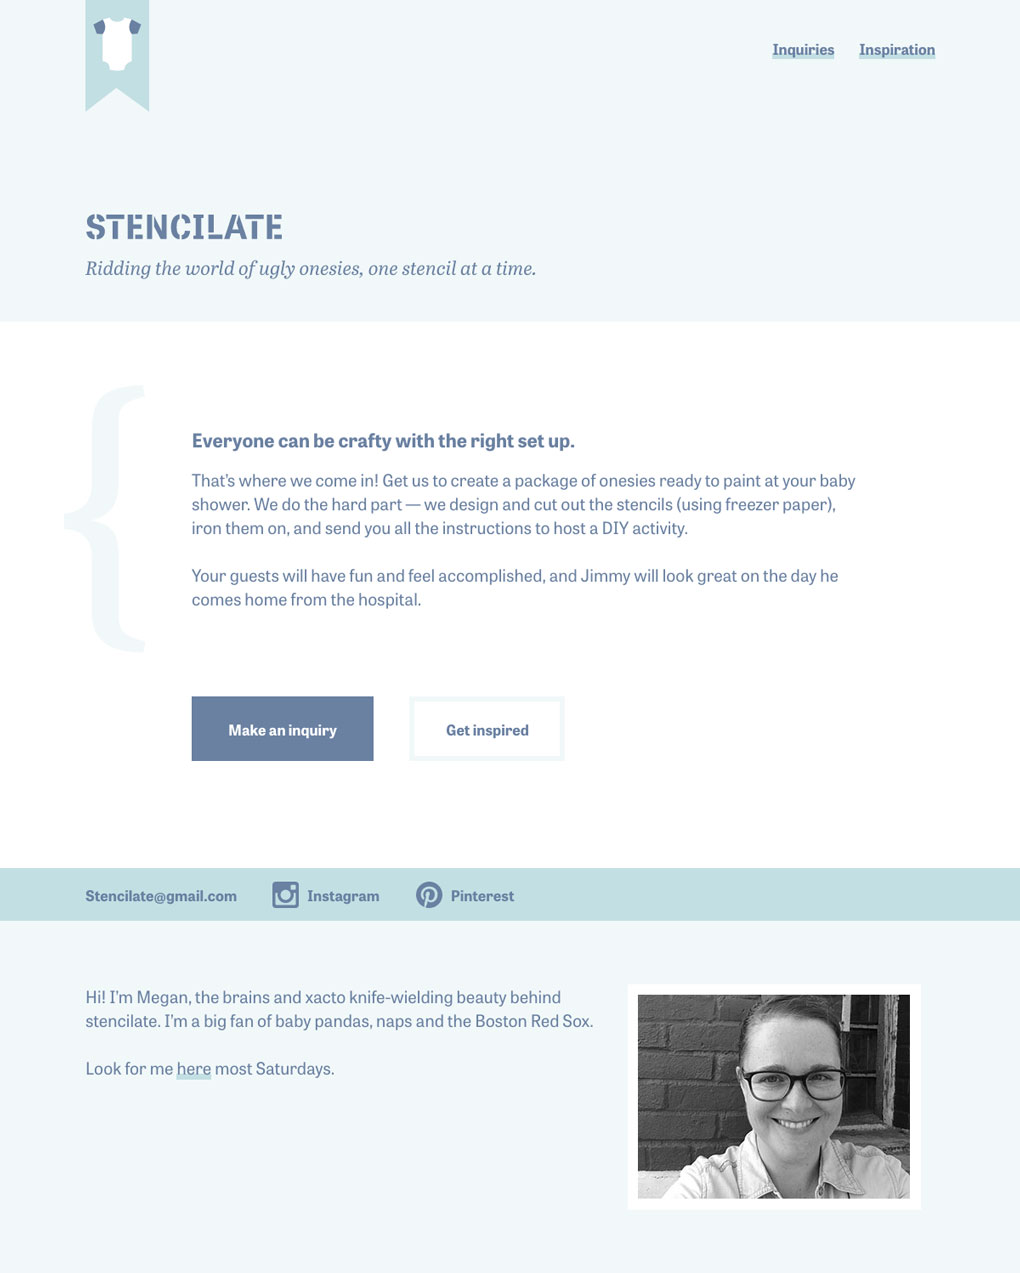 Inquiries Inspiration
STENCILATE
Ridding the world of ugly onesies, one stencil at a time.
{
Everyone can be crafty with the right set up.
That's where we come in! Get us to create a package of onesies ready to paint at your baby
shower. We do the hard part — we design and cut out the stencils (using freezer paper),
iron them on, and send you all the instructions to host a DIY activity.
Your guests will have fun and feel accomplished, and Jimmy will look great on the day he
comes home from the hospital.
Make an inquiry Get inspired
Stencilate@gmail.com Instagram Pinterest
Hi! I'm Megan, the brains and xacto knife-wielding beauty behind
stencilate. I'm a big fan of baby pandas, naps and the Boston Red Sox.
Look for me here most Saturdays.